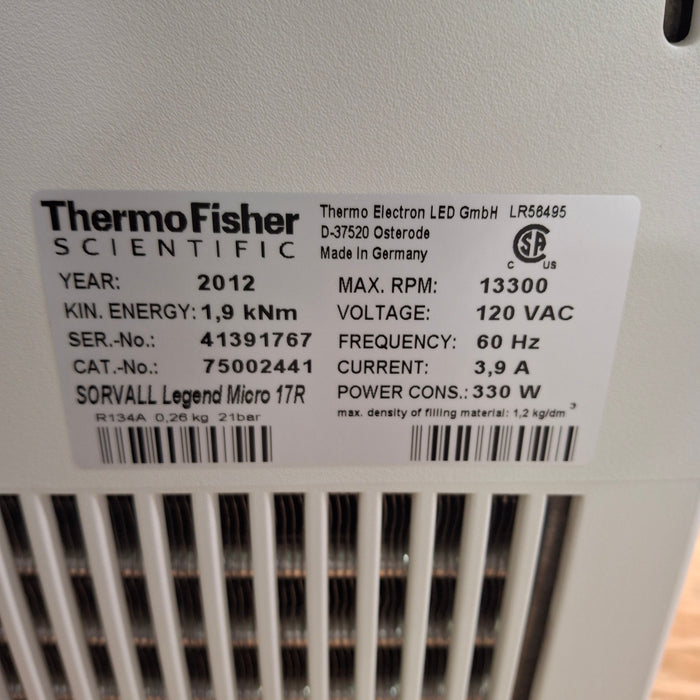 ThermoFisher
SCIENTIFIC
Thermo Electron LED GmbH LR56495
D-37520 Osterode
Made In Germany
C SA US
YEAR: 2012
KIN. ENERGY: 1,9 kNm
SER.-No.: 41391767
CAT.-No.: 75002441
SORVALL Legend Micro 17R
R134A 0,26 kg 21bar
MAX. RPM: 13300
VOLTAGE: 120 VAC
FREQUENCY: 60 Hz
CURRENT: 3,9 A
POWER CONS.: 330 W
max. density of filling material: 1,2 kg/dm³